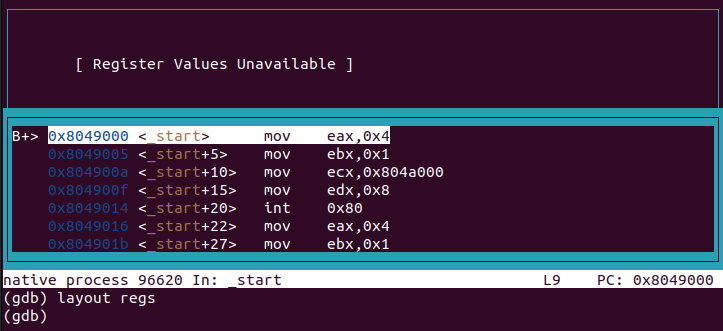 [ Register Values Unavailable ]
B+> 0x8049000 <_start> mov eax,0x4
0x8049005 <_start+5> mov ebx,0x1
0x804900a <_start+10> mov ecx,0x804a000
0x804900f <_start+15> mov edx,0x8
0x8049014 <_start+20> int 0x80
0x8049016 <_start+22> mov eax,0x4
0x804901b <_start+27> mov ebx,0x1
native process 96620 In: _start L9 PC: 0x8049000
(gdb) layout regs
(gdb)